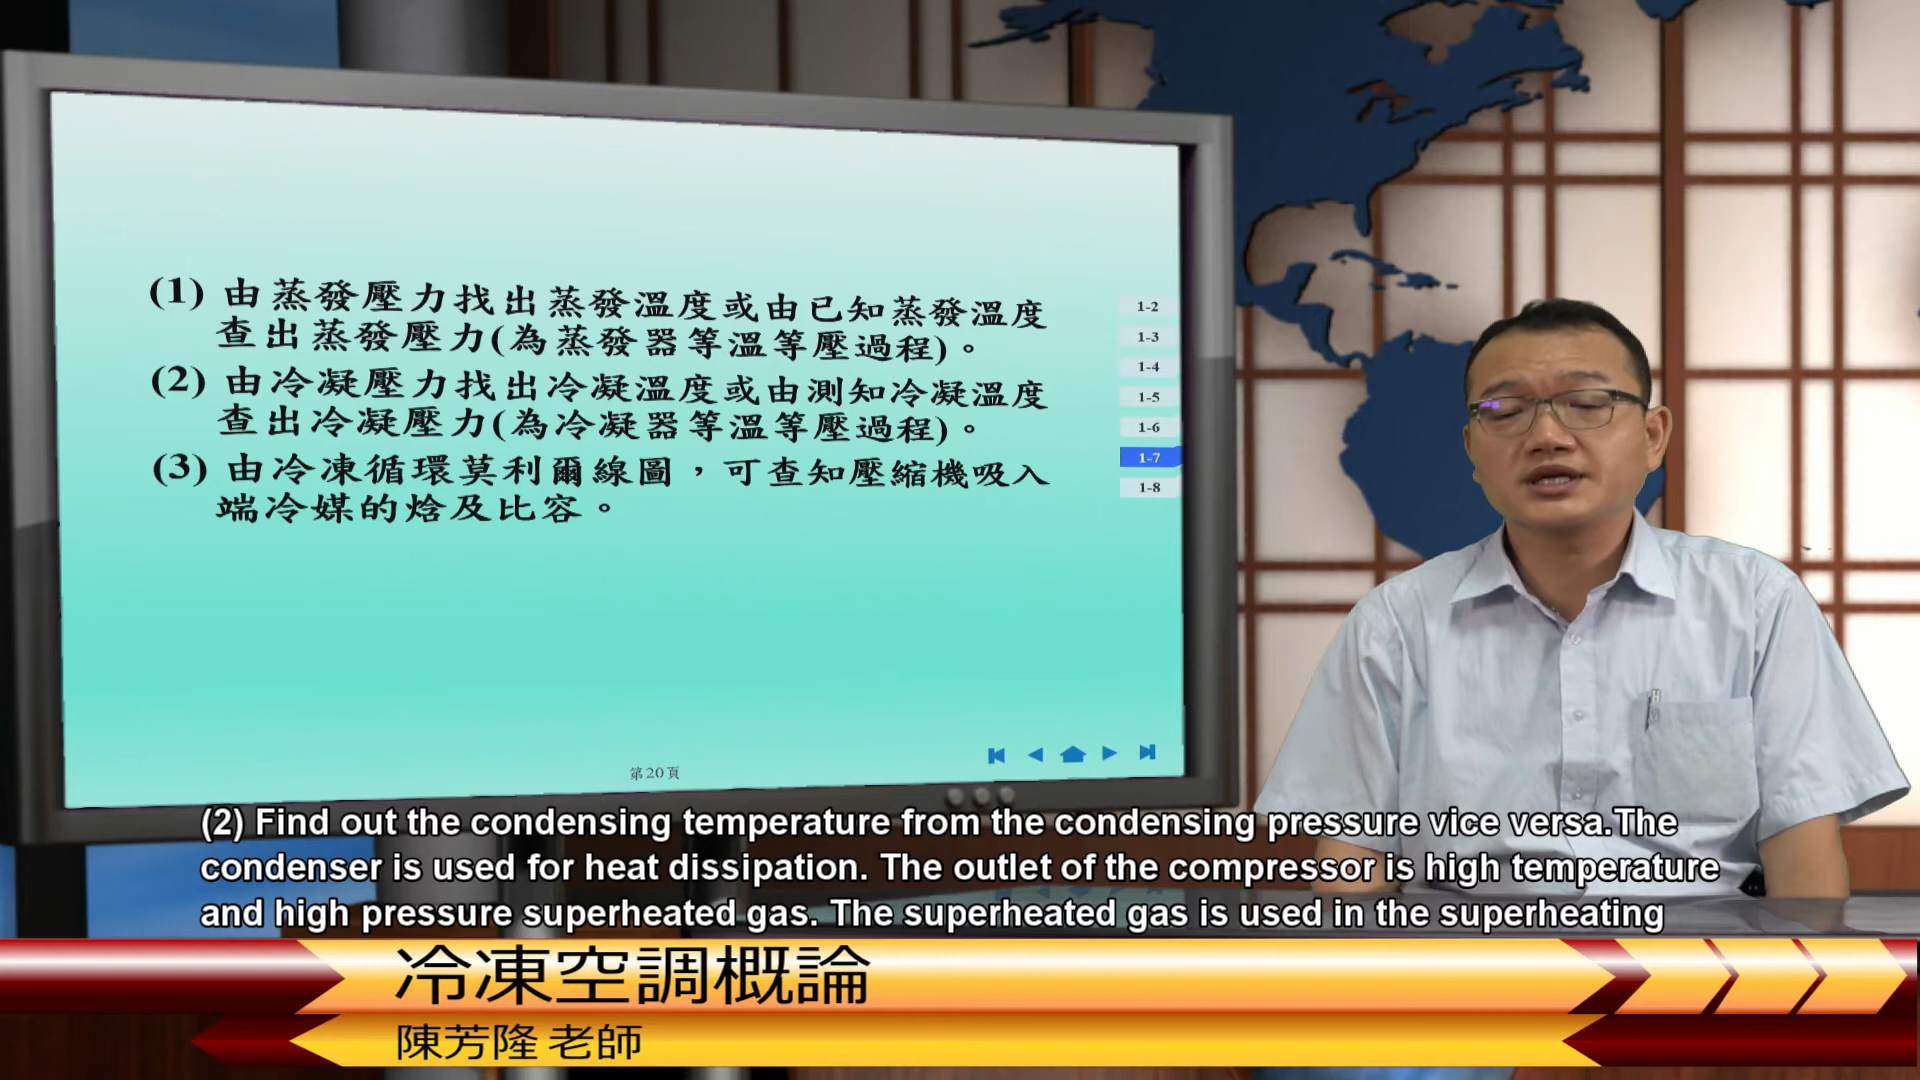 (1) 由蒸發壓力找出蒸發溫度或由已知蒸發溫度
查出蒸發壓力(為蒸發器等溫等壓過程)。
(2) 由冷凝壓力找出冷凝溫度或由測知冷凝溫度
查出冷凝壓力(為冷凝器等溫等壓過程)。
(3) 由冷凍循環莫利爾線圖，可查知壓縮機吸入
端冷媒的焓及比容。
1-2
1-3
1-4
1-5
1-6
1-7
1-8
第20頁
(2) Find out the condensing temperature from the condensing pressure vice versa.The
condenser is used for heat dissipation. The outlet of the compressor is high temperature
and high pressure superheated gas. The superheated gas is used in the superheating
冷凍空調概論
陳芳隆 老師